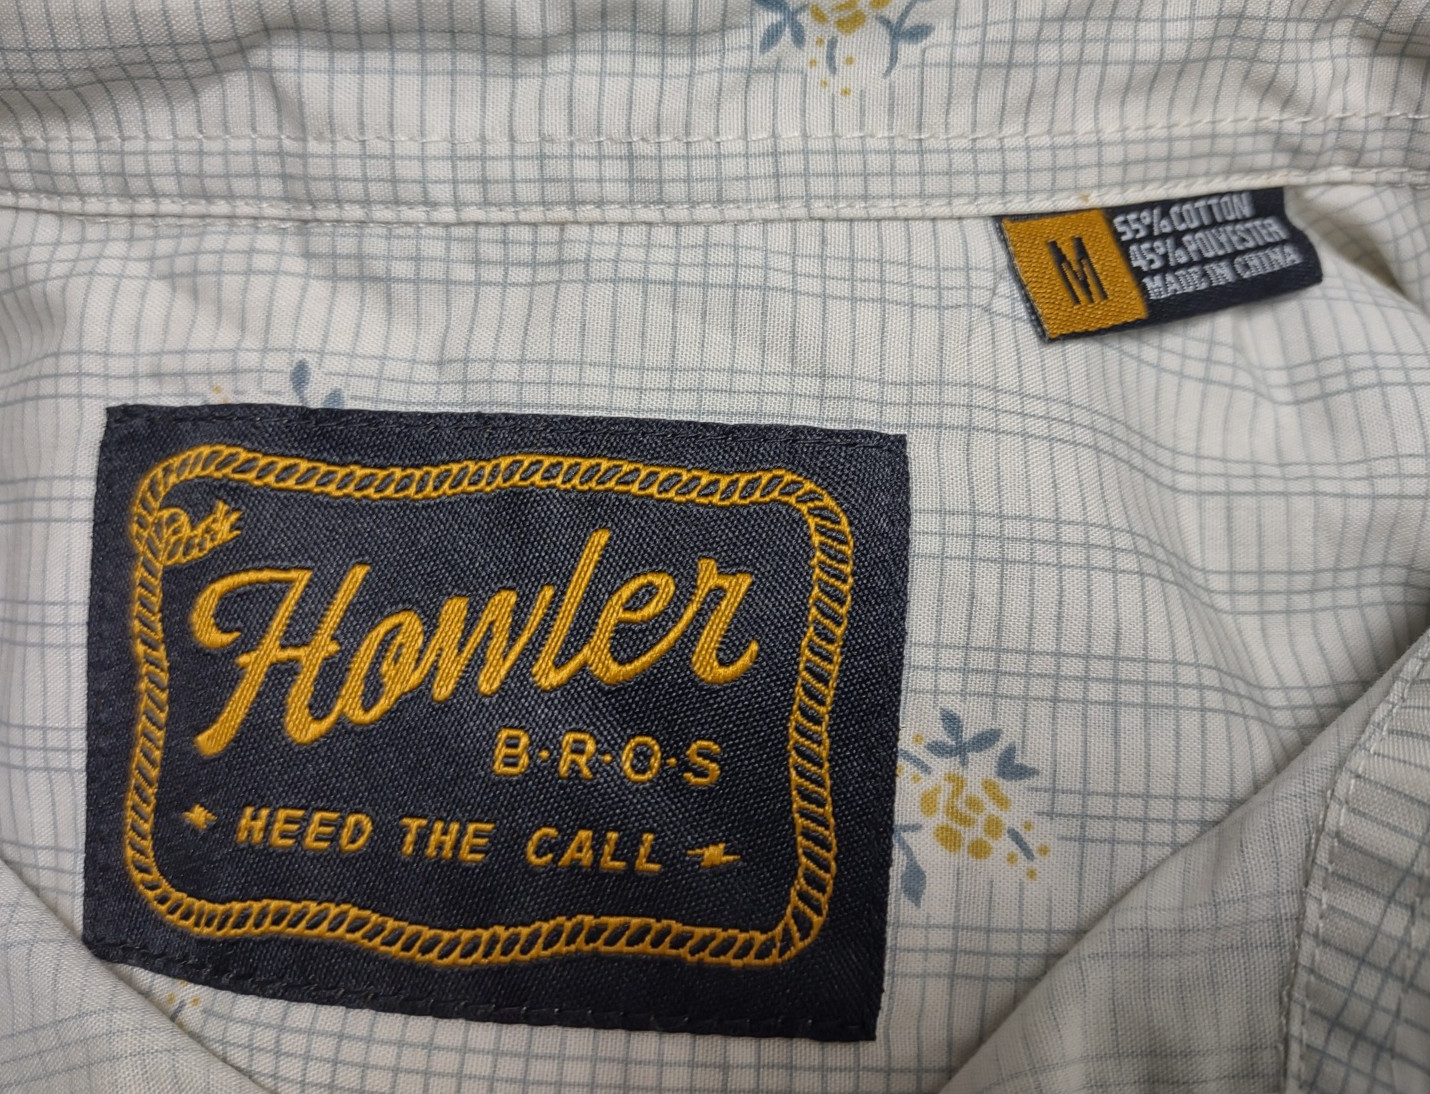 M
55% COTTON
45% POLYESTER
MADE IN CHINA
Howler
B·R·O·S
HEED THE CALL